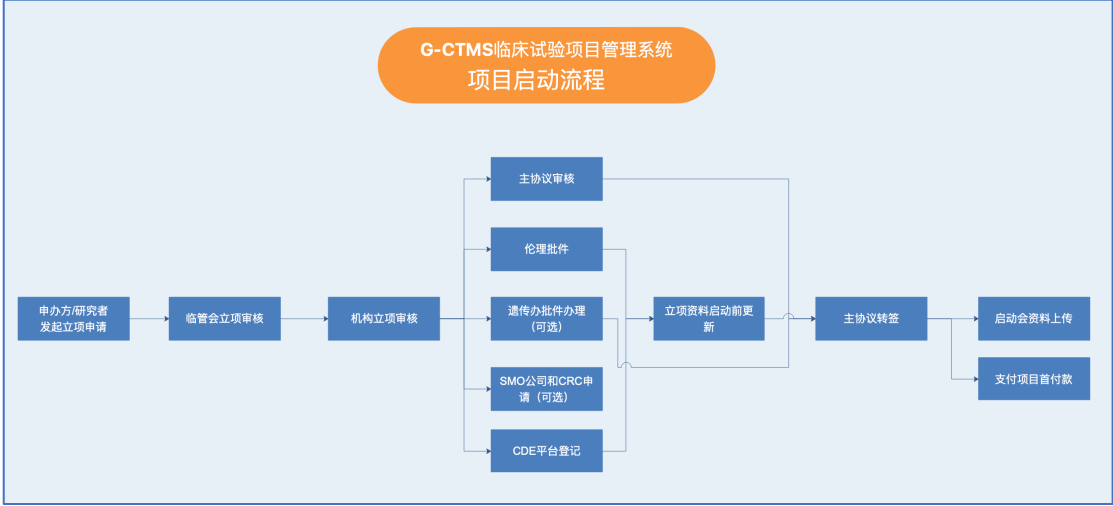 G-CTMS临床试验项目管理系统
项目启动流程
主协议审核
伦理批件
申办方/研究者
发起立项申请
临管会立项审核
机构立项审核
遗传办批件办理
（可选）
立项资料启动前更
新
主协议转签
启动会资料上传
SMO公司和CRC申
请（可选）
支付项目首付款
CDE平台登记